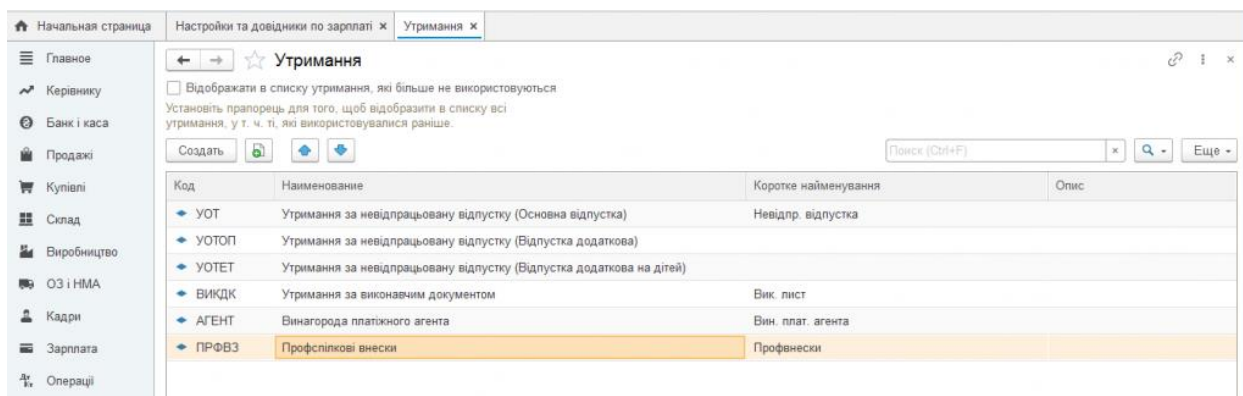 Начальная страница
Настройки та довідники по зарплаті ×
Утримання ×
Главное
Керівнику
Банк і каса
Продажі
Купівлі
Склад
Виробництво
ОЗ і НМА
Кадри
Зарплата
Операції
Утримання
Відображати в списку утримання, які більше не використовуються
Установіть прапорець для того, щоб відобразити в списку всі
утримання, у т. ч. ті, які використовувалися раніше.
Создать
Поиск (Ctrl+F)
×
Еще
Код Наименование Коротке найменування Опис
УОТ Утримання за невідпрацьовану відпустку (Основна відпустка) Невідпр. відпустка
УОТОП Утримання за невідпрацьовану відпустку (Відпустка додаткова)
УОТЕТ Утримання за невідпрацьовану відпустку (Відпустка додаткова на дітей)
ВИКДК Утримання за виконавчим документом Вик. лист
АГЕНТ Винагорода платіжного агента Вин. плат. агента
ПРФВЗ Профспілкові внески Профвнески